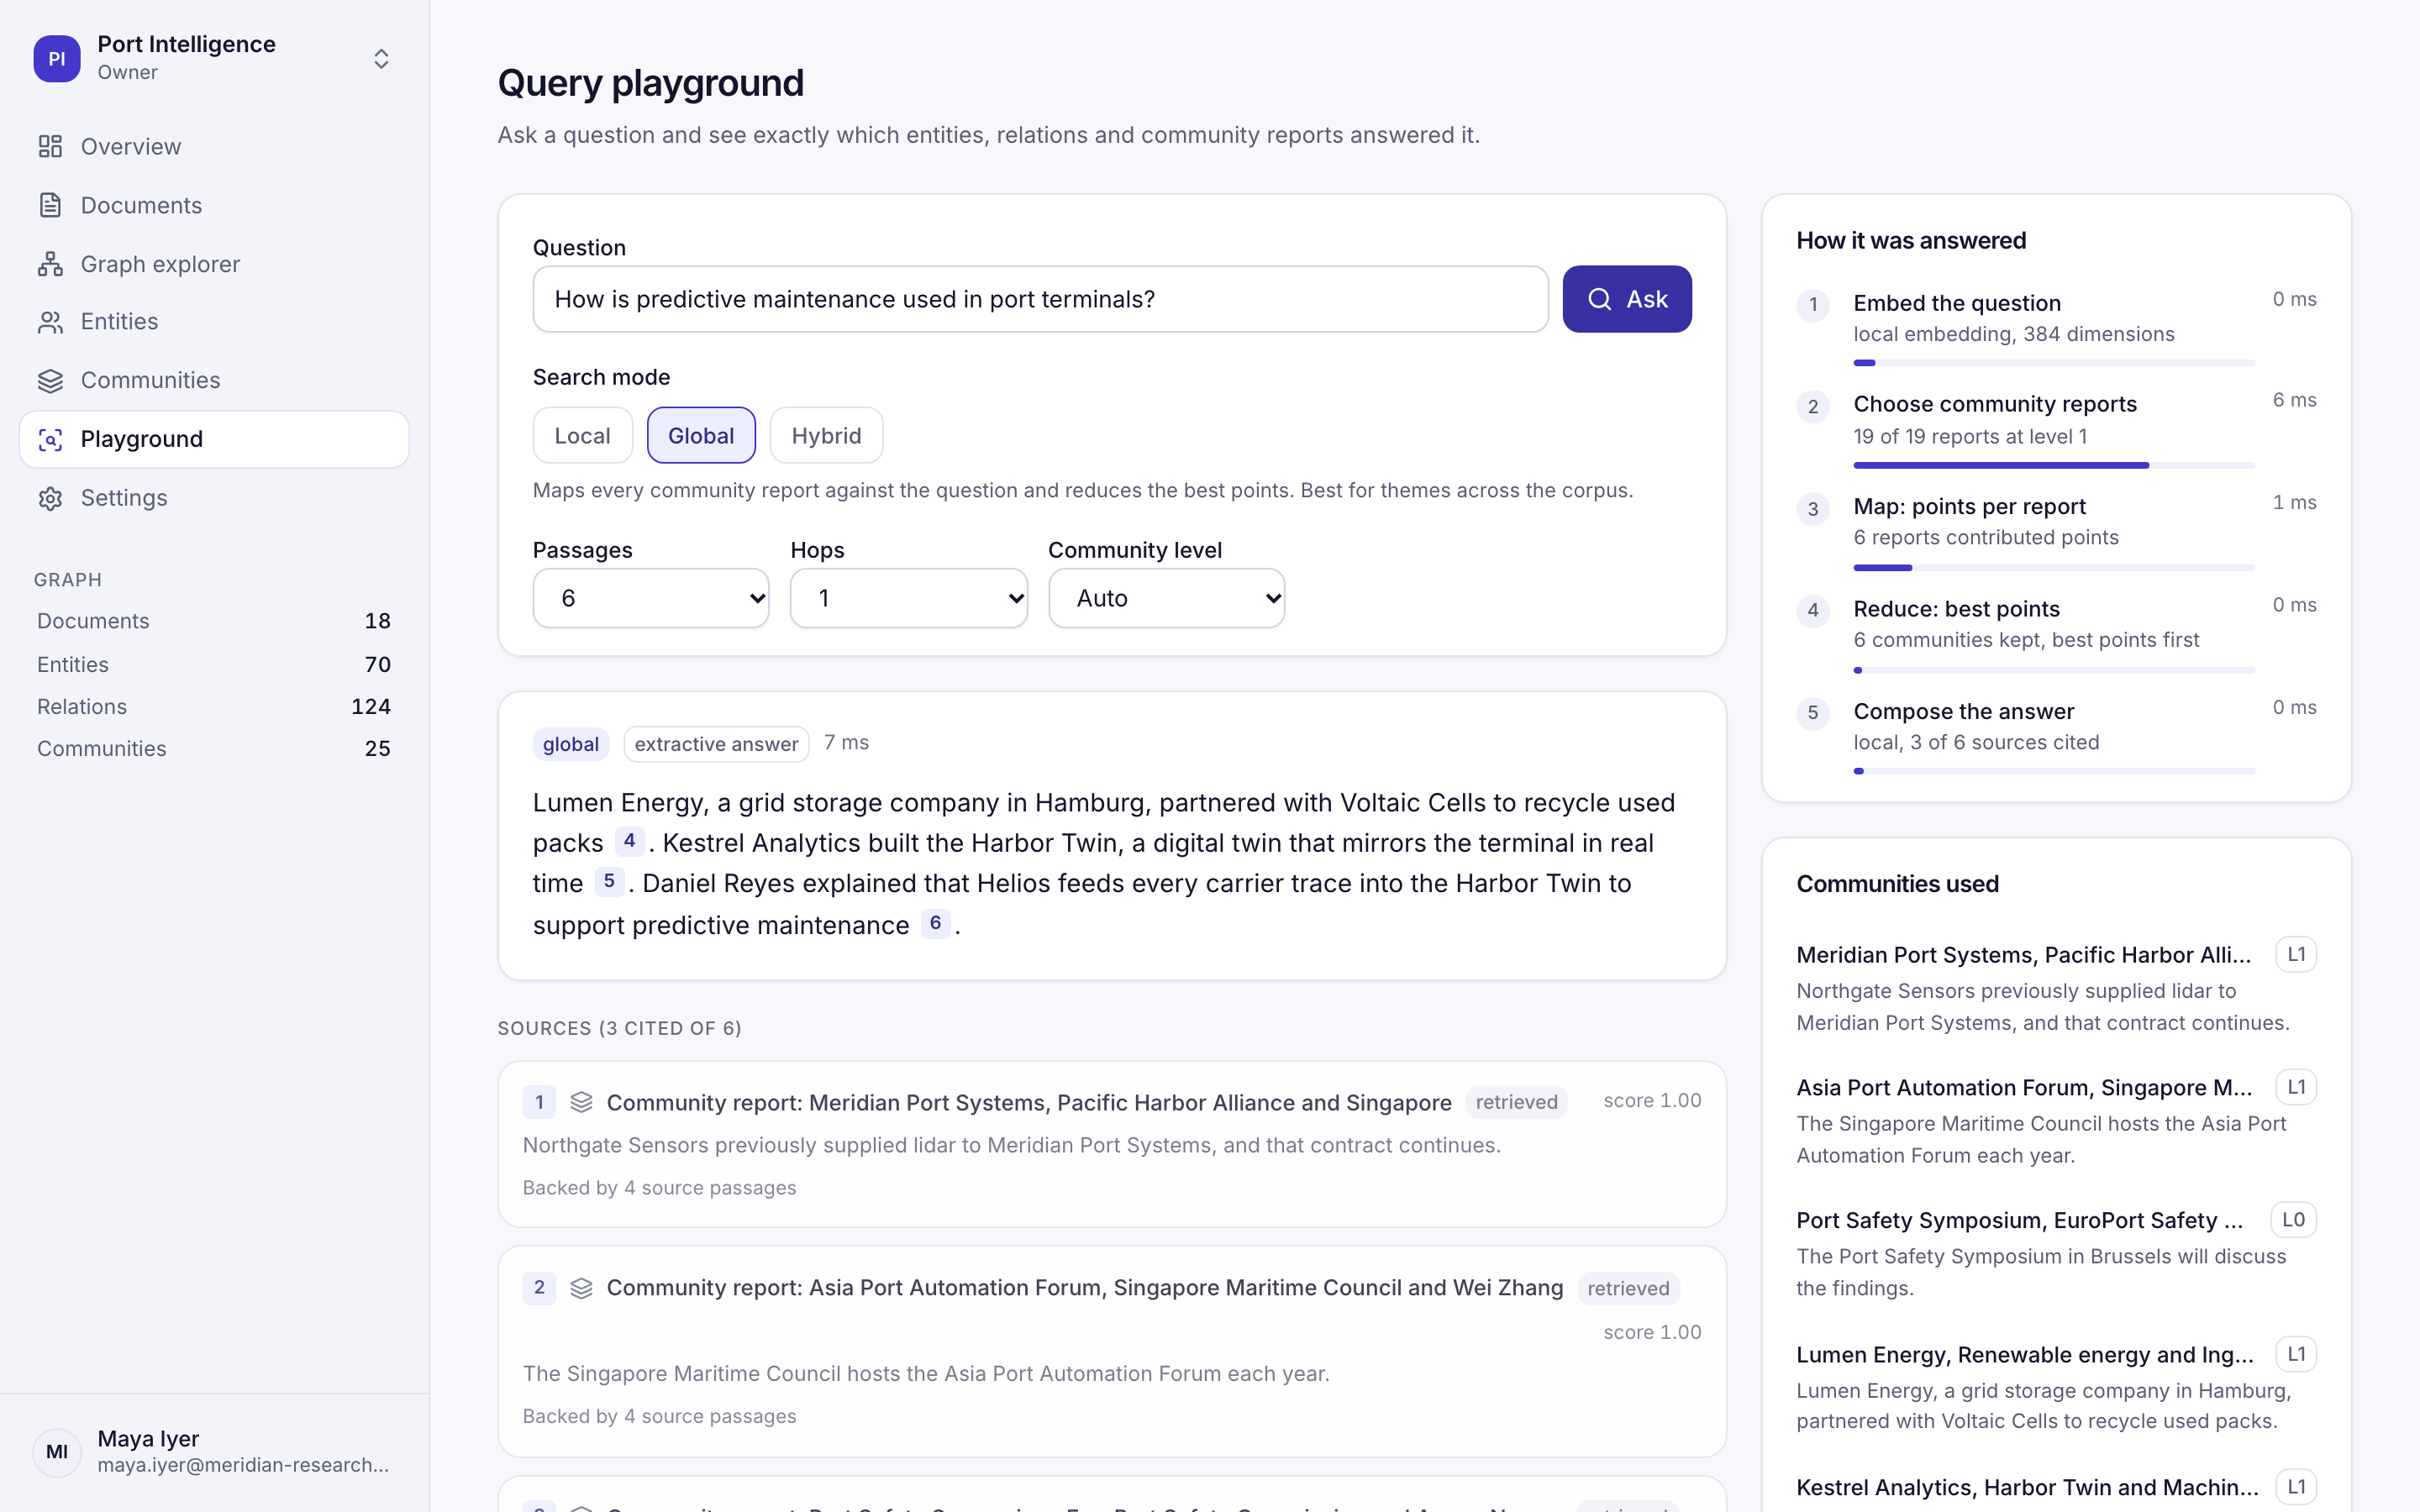 PI
Port Intelligence
Owner
Overview
Documents
Graph explorer
Entities
Communities
Playground
Settings
GRAPH
Documents 18
Entities 70
Relations 124
Communities 25
MI
Maya Iyer
maya.iyer@meridian-research...
Query playground
Ask a question and see exactly which entities, relations and community reports answered it.
Question
How is predictive maintenance used in port terminals?
Ask
Search mode
Local Global Hybrid
Maps every community report against the question and reduces the best points. Best for themes across the corpus.
Passages Hops Community level
6 1 Auto
global extractive answer 7 ms
Lumen Energy, a grid storage company in Hamburg, partnered with Voltaic Cells to recycle used
packs 4 . Kestrel Analytics built the Harbor Twin, a digital twin that mirrors the terminal in real
time 5 . Daniel Reyes explained that Helios feeds every carrier trace into the Harbor Twin to
support predictive maintenance 6 .
SOURCES (3 CITED OF 6)
1 Community report: Meridian Port Systems, Pacific Harbor Alliance and Singapore retrieved score 1.00
Northgate Sensors previously supplied lidar to Meridian Port Systems, and that contract continues.
Backed by 4 source passages
2 Community report: Asia Port Automation Forum, Singapore Maritime Council and Wei Zhang retrieved
score 1.00
The Singapore Maritime Council hosts the Asia Port Automation Forum each year.
Backed by 4 source passages
How it was answered
1 Embed the question 0 ms
local embedding, 384 dimensions
2 Choose community reports 6 ms
19 of 19 reports at level 1
3 Map: points per report 1 ms
6 reports contributed points
4 Reduce: best points 0 ms
6 communities kept, best points first
5 Compose the answer 0 ms
local, 3 of 6 sources cited
Communities used
Meridian Port Systems, Pacific Harbor Alli... L1
Northgate Sensors previously supplied lidar to
Meridian Port Systems, and that contract continues.
Asia Port Automation Forum, Singapore M... L1
The Singapore Maritime Council hosts the Asia Port
Automation Forum each year.
Port Safety Symposium, EuroPort Safety ... L0
The Port Safety Symposium in Brussels will discuss
the findings.
Lumen Energy, Renewable energy and Ing... L1
Lumen Energy, a grid storage company in Hamburg,
partnered with Voltaic Cells to recycle used packs.
Kestrel Analytics, Harbor Twin and Machin... L1